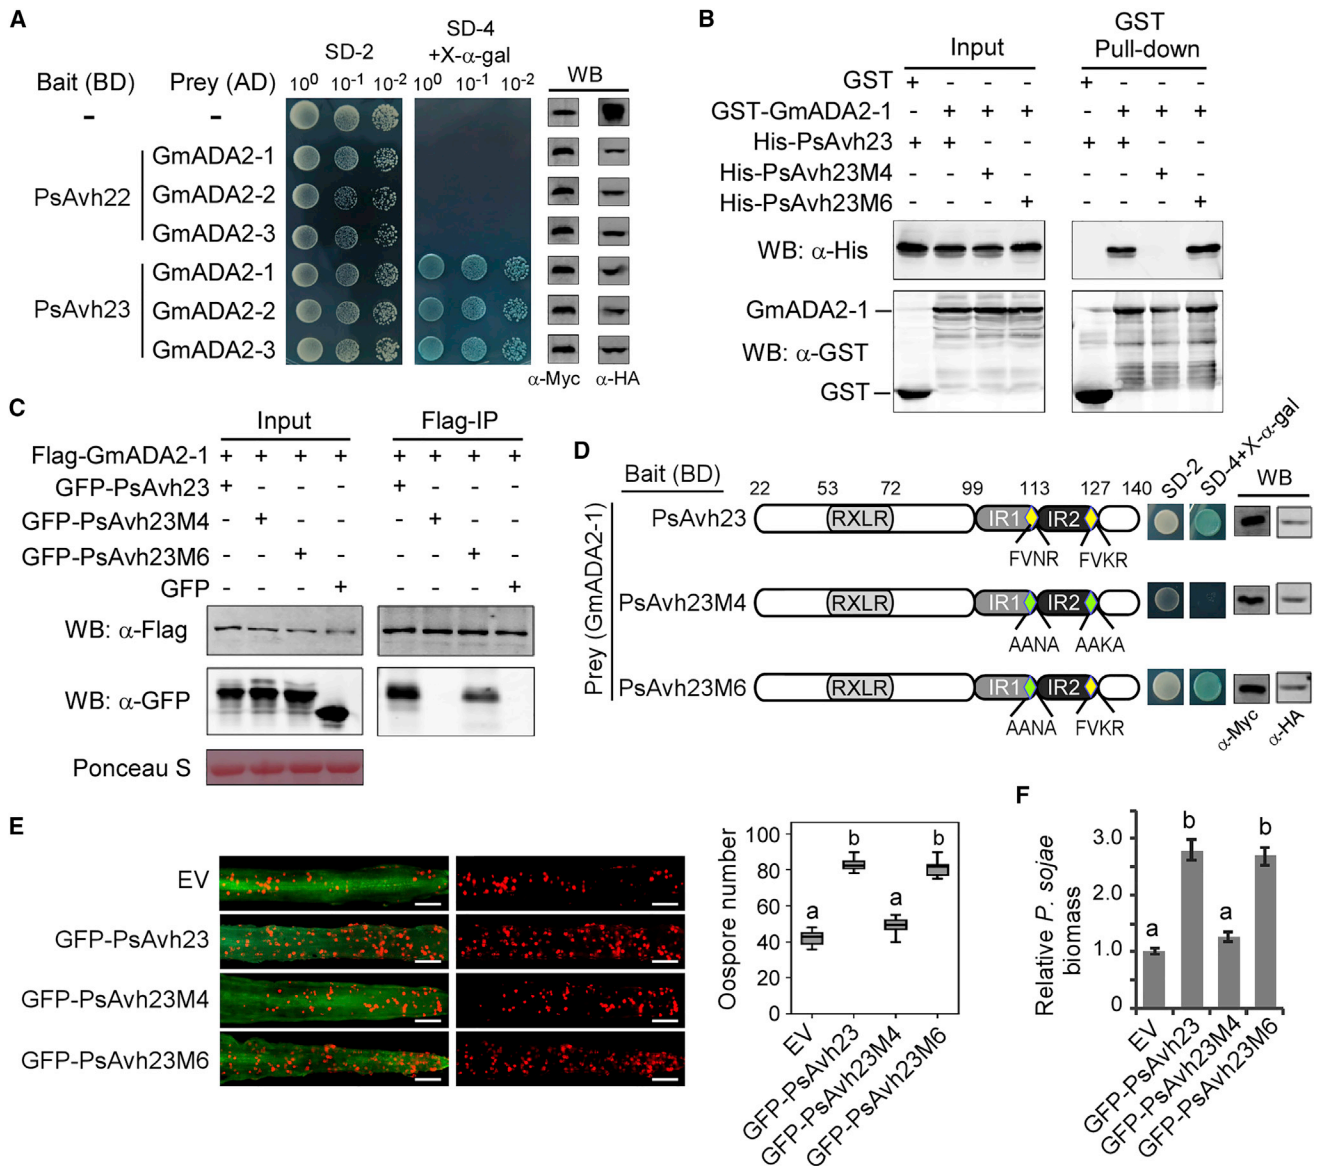 A
Bait (BD)
Prey (AD)
SD-2
SD-4
+X-α-gal
WB
10⁰ 10⁻¹ 10⁻²
10⁰ 10⁻¹ 10⁻²
- -
PsAvh22
GmADA2-1
GmADA2-2
GmADA2-3
PsAvh23
GmADA2-1
GmADA2-2
GmADA2-3
α-Myc α-HA
B
Input
GST
Pull-down
GST + - - - + - - -
GST-GmADA2-1 - + + + - + + +
His-PsAvh23 + + - - + + - -
His-PsAvh23M4 - - + - - - + -
His-PsAvh23M6 - - - + - - - +
WB: α-His
GmADA2-1
WB: α-GST
GST
C
Input Flag-IP
Flag-GmADA2-1 + + + + + + + +
GFP-PsAvh23 + - - - + - - -
GFP-PsAvh23M4 - + - - - + - -
GFP-PsAvh23M6 - - + - - - + -
GFP - - - + - - - +
WB: α-Flag
WB: α-GFP
Ponceau S
D
Bait (BD)
22 53 72 99 113 127 140
SD-2
SD-4+X-α-gal
WB
Prey (GmADA2-1)
PsAvh23
RXLR IR1 IR2
FVNR FVKR
PsAvh23M4
RXLR IR1 IR2
AANA AAKA
PsAvh23M6
RXLR IR1 IR2
AANA FVKR
α-Myc
α-HA
E
EV
GFP-PsAvh23
GFP-PsAvh23M4
GFP-PsAvh23M6
Oospore number
100
80
60
40
20
0
a b a b
EV
GFP-PsAvh23
GFP-PsAvh23M4
GFP-PsAvh23M6
F
Relative P. sojae
biomass
3.0
2.0
1.0
0
a b a b
EV
GFP-PsAvh23
GFP-PsAvh23M4
GFP-PsAvh23M6